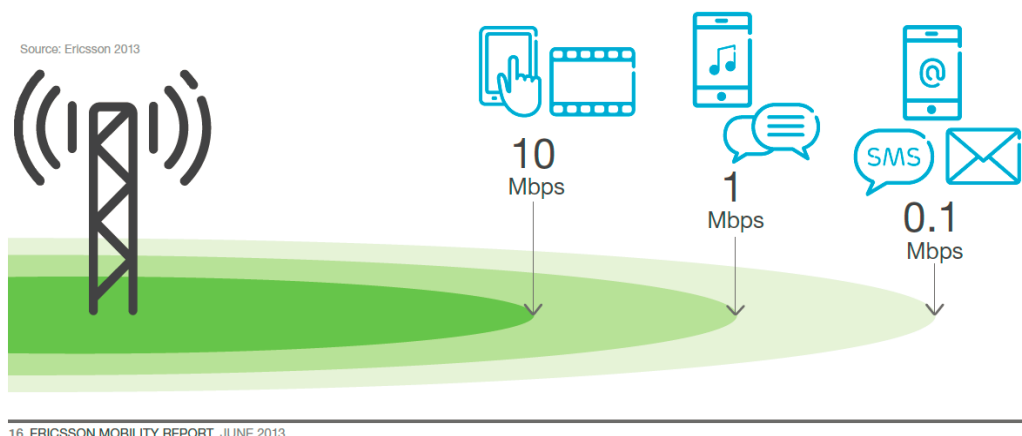 Source: Ericsson 2013
10
Mbps
1
Mbps
@
SMS
0.1
Mbps
16 ERICSSON MOBILITY REPORT JUNE 2013